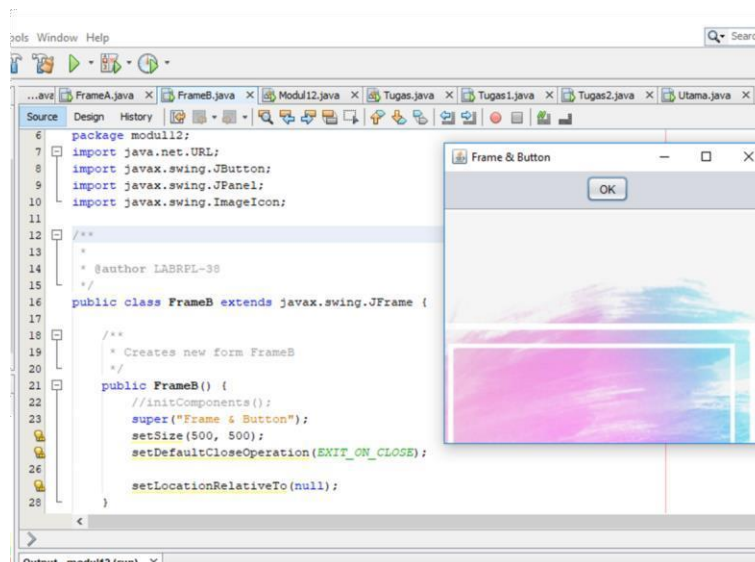 ools Window Help
Searc
...ava FrameA.java FrameB.java Modul12.java Tugas.java Tugas1.java Tugas2.java Utama.java
Source Design History
6 package modul12;
7 import java.net.URL;
8 import javax.swing.JButton;
9 import javax.swing.JPanel;
10 import javax.swing.ImageIcon;
11
12 /**
13 *
14 * @author LABRPL-38
15 */
16 public class FrameB extends javax.swing.JFrame {
17
18 /**
19 * Creates new form FrameB
20 */
21 public FrameB() {
22 //initComponents();
23 super("Frame & Button");
setSize(500, 500);
setDefaultCloseOperation(EXIT_ON_CLOSE);
26
setLocationRelativeTo(null);
28 }
Frame & Button
OK
Output - modul12 (run)